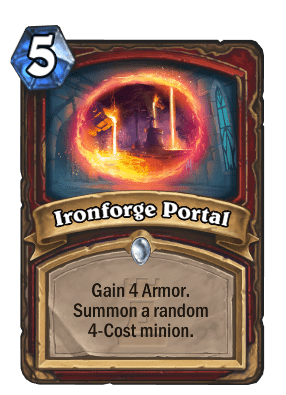 5
Ironforge Portal
Gain 4 Armor.
Summon a random
4-Cost minion.